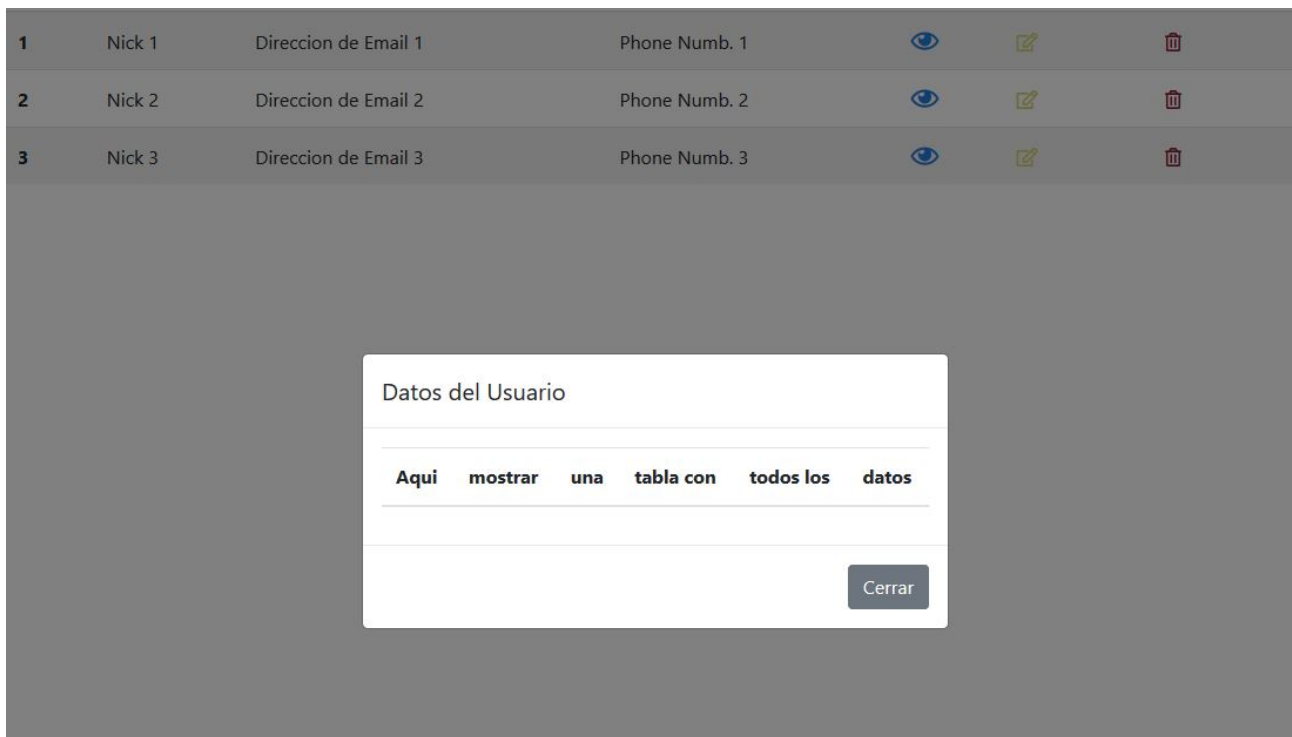 1 Nick 1 Direccion de Email 1 Phone Numb. 1
2 Nick 2 Direccion de Email 2 Phone Numb. 2
3 Nick 3 Direccion de Email 3 Phone Numb. 3
Datos del Usuario
Aqui mostrar una tabla con todos los datos
Cerrar